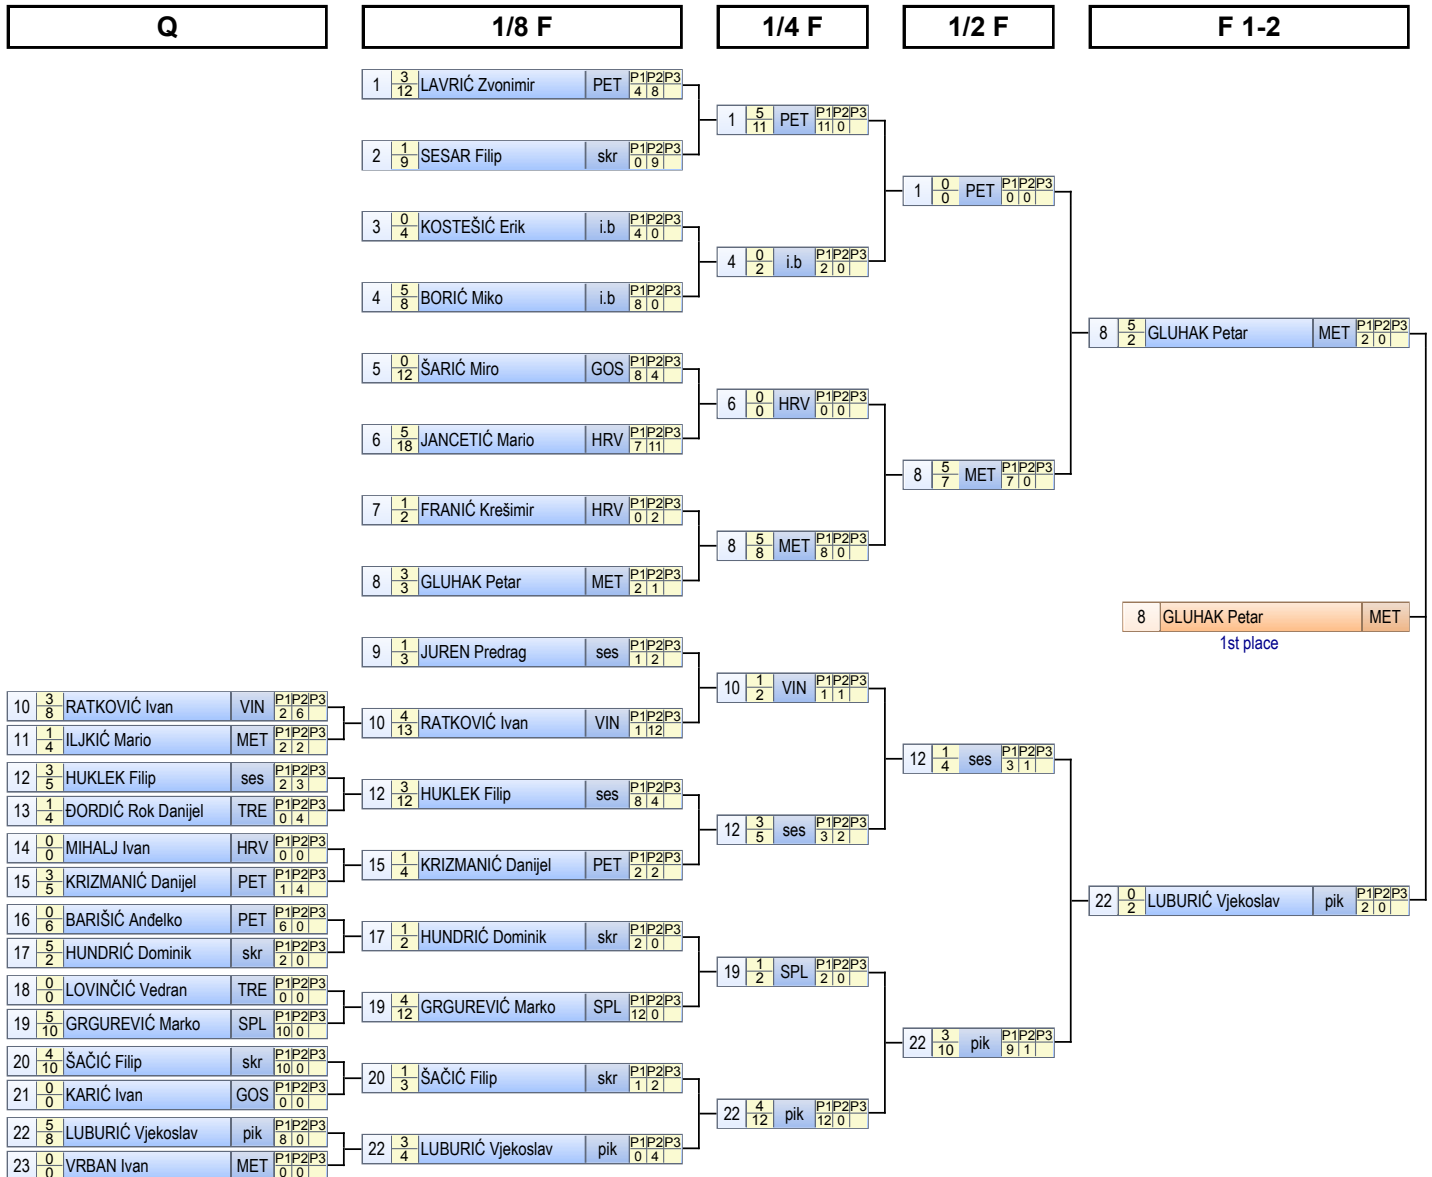 Q 1/8 F 1/4 F 1/2 F F 1-2
1 3 12 LAVRIĆ Zvonimir PET P1 P2 P3 4 8
1 5 11 PET P1 P2 P3 11 0
2 1 9 SESAR Filip skr P1 P2 P3 0 9
1 0 0 PET P1 P2 P3 0 0
3 0 4 KOSTEŠIĆ Erik i.b P1 P2 P3 4 0
4 0 2 i.b P1 P2 P3 2 0
4 5 8 BORIĆ Miko i.b P1 P2 P3 8 0
8 5 2 GLUHAK Petar MET P1 P2 P3 2 0
5 0 12 ŠARIĆ Miro GOS P1 P2 P3 8 4
6 0 0 HRV P1 P2 P3 0 0
6 5 18 JANCETIĆ Mario HRV P1 P2 P3 7 11
8 5 7 MET P1 P2 P3 7 0
7 1 2 FRANIĆ Krešimir HRV P1 P2 P3 0 2
8 5 8 MET P1 P2 P3 8 0
8 3 3 GLUHAK Petar MET P1 P2 P3 2 1
8 GLUHAK Petar MET
1st place
9 1 3 JUREN Predrag ses P1 P2 P3 1 2
10 1 2 VIN P1 P2 P3 1 1
10 3 8 RATKOVIĆ Ivan VIN P1 P2 P3 2 6
10 4 13 RATKOVIĆ Ivan VIN P1 P2 P3 1 12
11 1 4 ILJKIĆ Mario MET P1 P2 P3 2 2
12 1 4 ses P1 P2 P3 3 1
12 3 5 HUKLEK Filip ses P1 P2 P3 2 3
12 3 12 HUKLEK Filip ses P1 P2 P3 8 4
13 1 4 ĐORDIĆ Rok Danijel TRE P1 P2 P3 0 4
12 3 5 ses P1 P2 P3 3 2
14 0 0 MIHALJ Ivan HRV P1 P2 P3 0 0
15 1 4 KRIZMANIĆ Danijel PET P1 P2 P3 2 2
15 3 5 KRIZMANIĆ Danijel PET P1 P2 P3 1 4
22 0 2 LUBURIĆ Vjekoslav pik P1 P2 P3 2 0
16 0 6 BARIŠIĆ Anđelko PET P1 P2 P3 6 0
17 1 2 HUNDRIĆ Dominik skr P1 P2 P3 2 0
17 5 2 HUNDRIĆ Dominik skr P1 P2 P3 2 0
19 1 2 SPL P1 P2 P3 2 0
18 0 0 LOVINČIĆ Vedran TRE P1 P2 P3 0 0
19 4 12 GRGUREVIĆ Marko SPL P1 P2 P3 12 0
19 5 10 GRGUREVIĆ Marko SPL P1 P2 P3 10 0
22 3 10 pik P1 P2 P3 9 1
20 4 10 ŠAČIĆ Filip skr P1 P2 P3 10 0
20 1 3 ŠAČIĆ Filip skr P1 P2 P3 1 2
21 0 0 KARIĆ Ivan GOS P1 P2 P3 0 0
22 4 12 pik P1 P2 P3 12 0
22 5 8 LUBURIĆ Vjekoslav pik P1 P2 P3 8 0
22 3 4 LUBURIĆ Vjekoslav pik P1 P2 P3 0 4
23 0 0 VRBAN Ivan MET P1 P2 P3 0 0